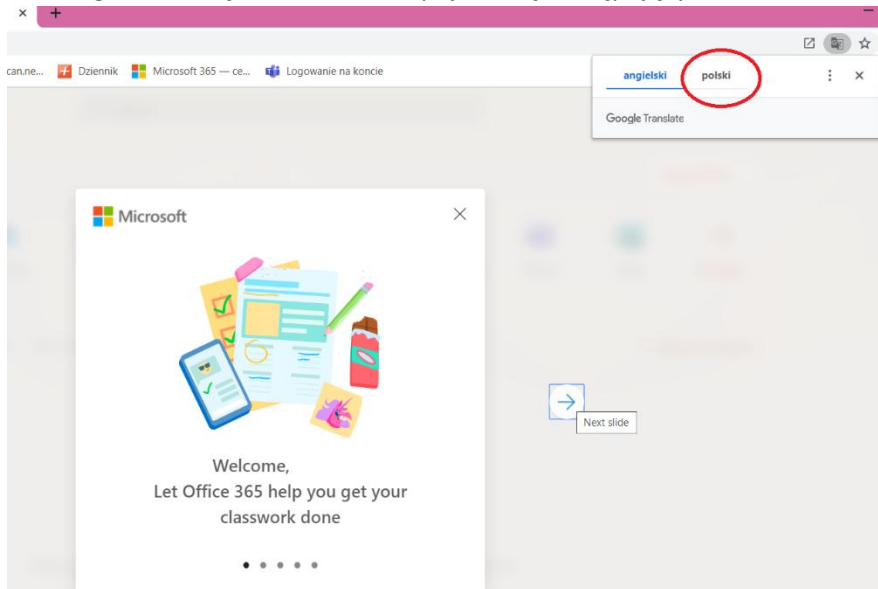 can.ne... Dziennik Microsoft 365 — ce... Logowanie na koncie
angielski polski
Google Translate
Microsoft
Next slide
Welcome,
Let Office 365 help you get your
classwork done